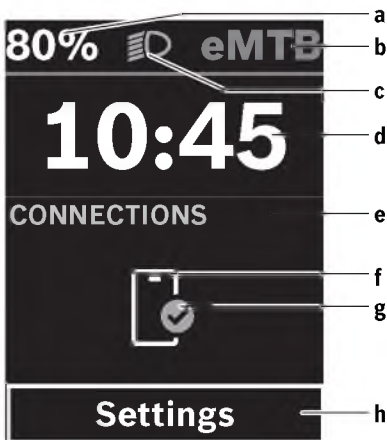 a
80% eMTB b
c
10:45 d
CONNECTIONS e
f
g
Settings h